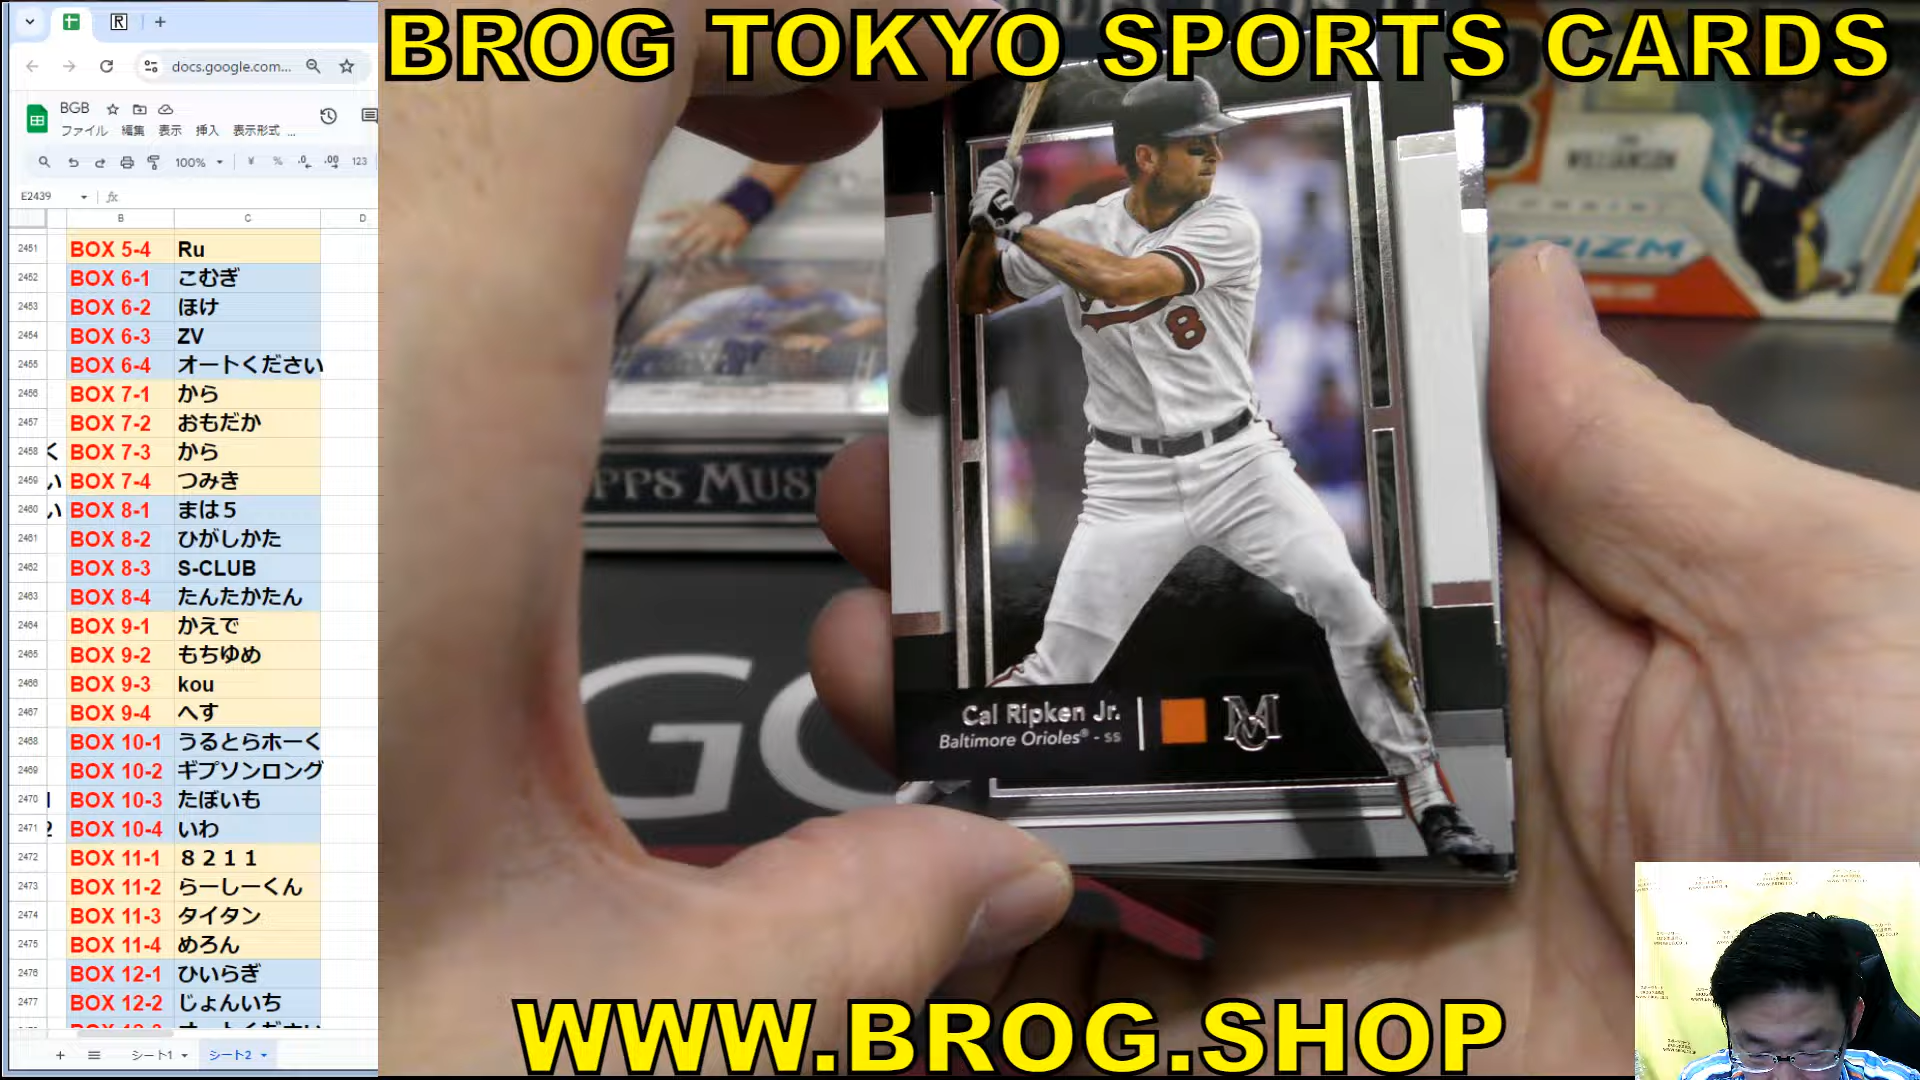 BROG TOKYO SPORTS CARDS
docs.google.com...
BGB
ファイル 編集 表示 挿入 表示形式 ...
100% ¥ % .0 .00 123
E2439 fx
B C D
2451 BOX 5-4 Ru
2452 BOX 6-1 こむぎ
2453 BOX 6-2 ほけ
2454 BOX 6-3 ZV
2455 BOX 6-4 オートください
2456 BOX 7-1 から
2457 BOX 7-2 おもだか
2458 く BOX 7-3 から
2459 い BOX 7-4 つみき
2460 い BOX 8-1 まは５
2461 BOX 8-2 ひがしかた
2462 BOX 8-3 S-CLUB
2463 BOX 8-4 たんたかたん
2464 BOX 9-1 かえで
2465 BOX 9-2 もちゆめ
2466 BOX 9-3 kou
2467 BOX 9-4 へす
2468 BOX 10-1 うるとらホーく
2469 BOX 10-2 ギプソンロング
2470 BOX 10-3 たぼいも
2471 2 BOX 10-4 いわ
2472 BOX 11-1 ８２１１
2473 BOX 11-2 らーしーくん
2474 BOX 11-3 タイタン
2475 BOX 11-4 めろん
2476 BOX 12-1 ひいらぎ
2477 BOX 12-2 じょんいち
シート1 シート2
WILLIAMSON
PRIZM
8
PPS MUS
GO
Cal Ripken Jr.
Baltimore Orioles® - SS
WWW.BROG.SHOP